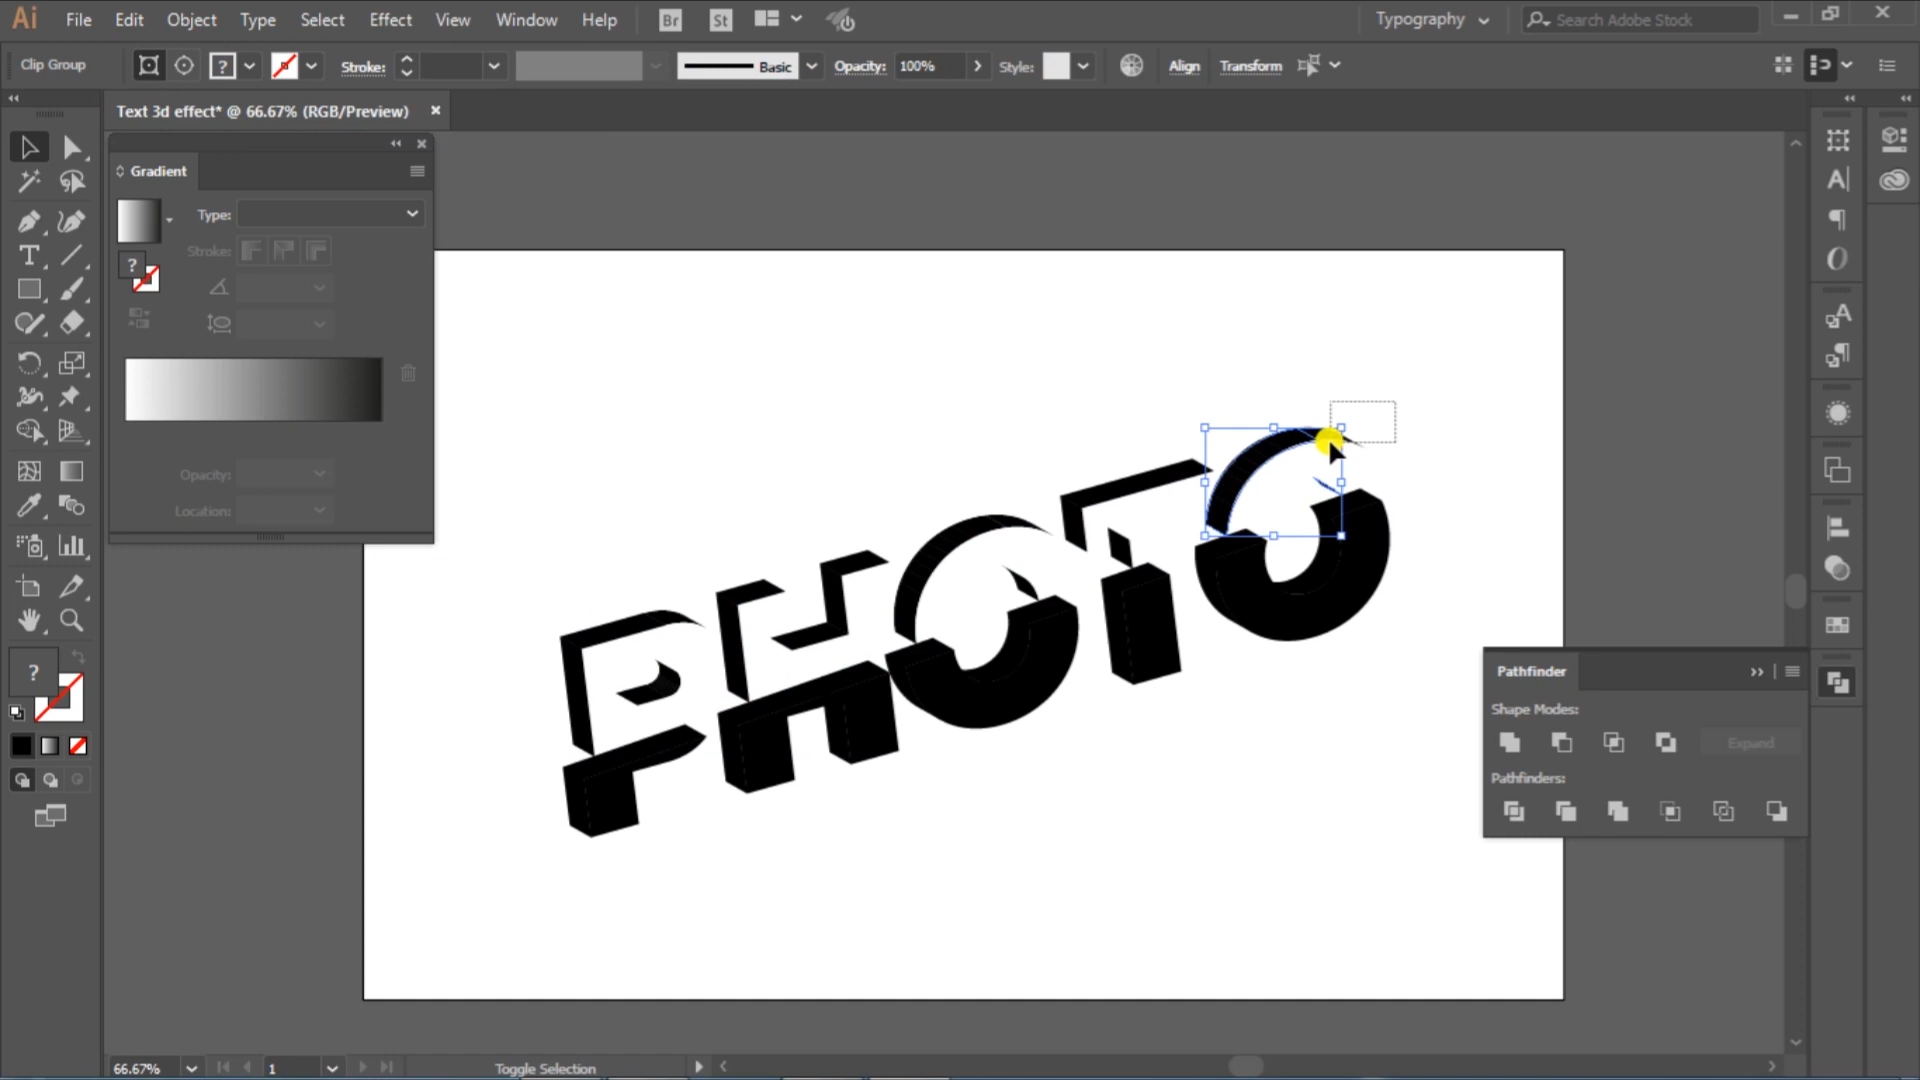 Ai File Edit Object Type Select Effect View Window Help Br St Typography Search Adobe Stock
Clip Group ? Stroke: Basic Opacity: 100% Style: Align Transform
Text 3d effect* @ 66.67% (RGB/Preview)
Gradient
Type:
Stroke:
?
Opacity:
Location:
?
PHOTO
Pathfinder
Shape Modes:
Expand
Pathfinders:
66.67% 1 Toggle Selection